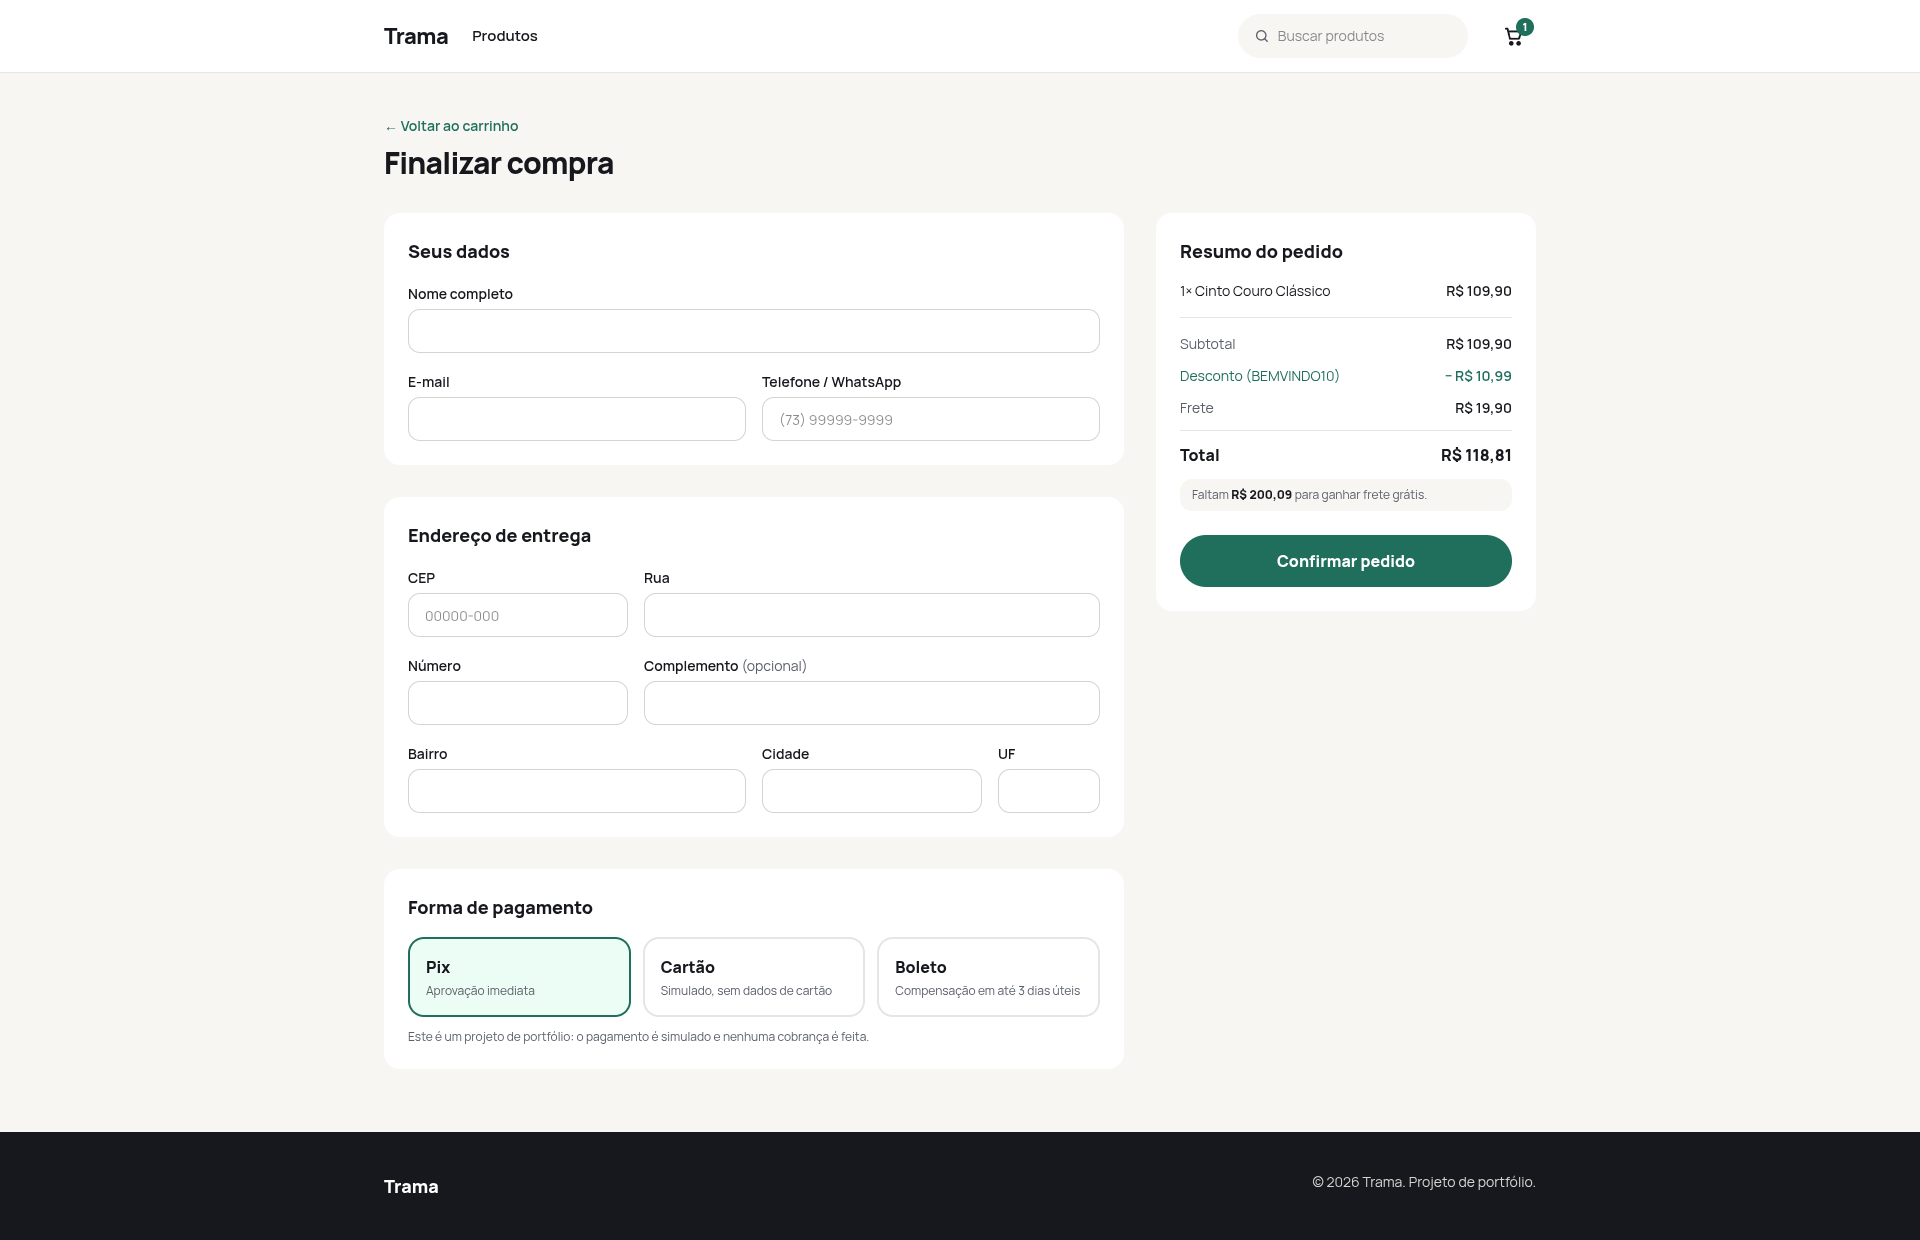 Trama
Produtos
Buscar produtos
1
← Voltar ao carrinho
Finalizar compra
Seus dados
Nome completo
E-mail
Telefone / WhatsApp
(73) 99999-9999
Endereço de entrega
CEP
Rua
00000-000
Número
Complemento (opcional)
Bairro
Cidade
UF
Forma de pagamento
Pix
Aprovação imediata
Cartão
Simulado, sem dados de cartão
Boleto
Compensação em até 3 dias úteis
Este é um projeto de portfólio: o pagamento é simulado e nenhuma cobrança é feita.
Resumo do pedido
1× Cinto Couro Clássico R$ 109,90
Subtotal R$ 109,90
Desconto (BEMVINDO10) − R$ 10,99
Frete R$ 19,90
Total R$ 118,81
Faltam R$ 200,09 para ganhar frete grátis.
Confirmar pedido
Trama
© 2026 Trama. Projeto de portfólio.